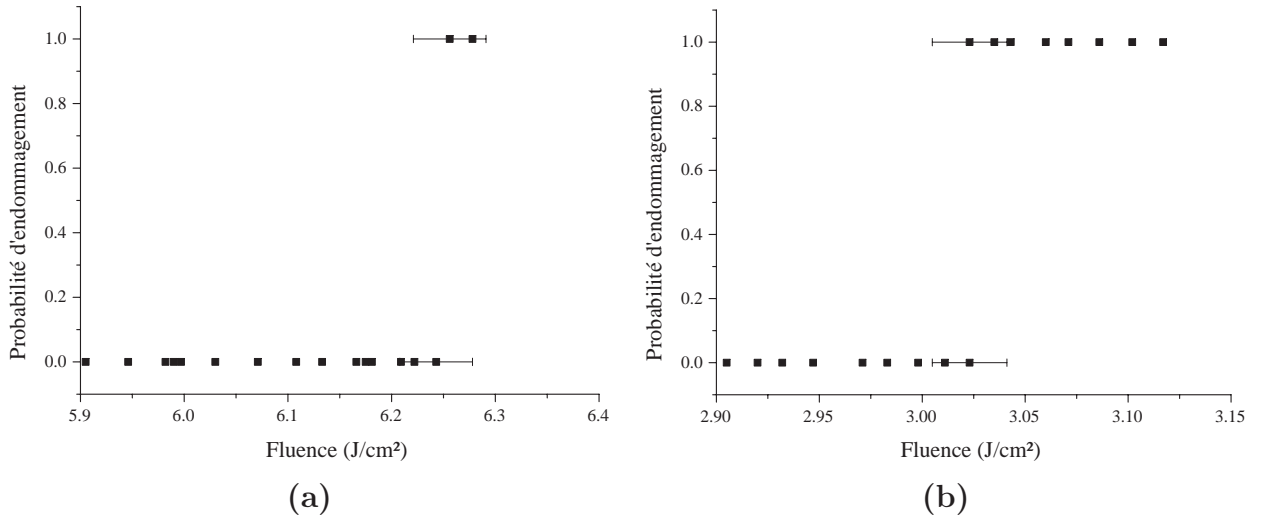 1.0
0.8
0.6
0.4
0.2
0.0
Probabilité d'endommagement
5.9 6.0 6.1 6.2 6.3 6.4
Fluence (J/cm²)
(a)
1.0
0.8
0.6
0.4
0.2
0.0
Probabilité d'endommagement
2.90 2.95 3.00 3.05 3.10 3.15
Fluence (J/cm²)
(b)